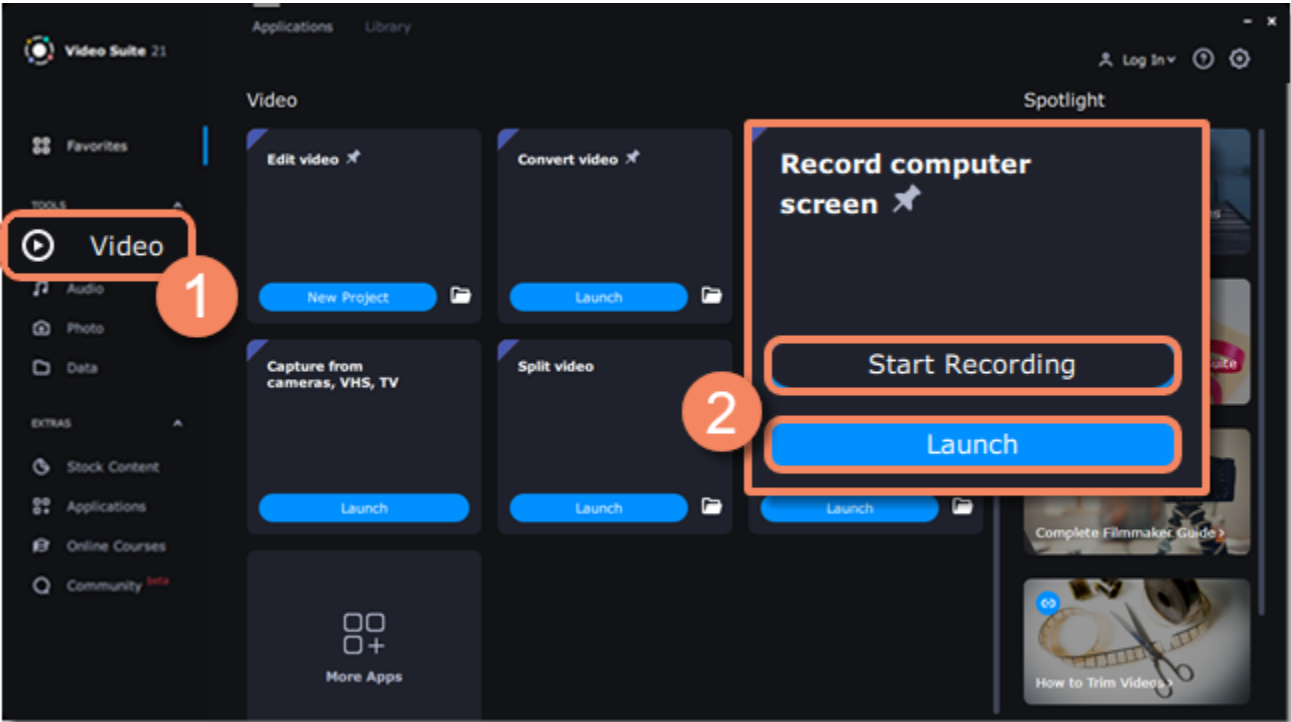 Applications Library
Video Suite 21
Log In
Video
Spotlight
Favorites
TOOLS
Video
1
Audio
Photo
Data
EXTRAS
Stock Content
Applications
Online Courses
Community beta
Edit video
New Project
Convert video
Launch
Record computer
screen
Start Recording
2
Launch
Capture from
cameras, VHS, TV
Launch
Split video
Launch
Launch
More Apps
Complete Filmmaker Guide >
How to Trim Videos >